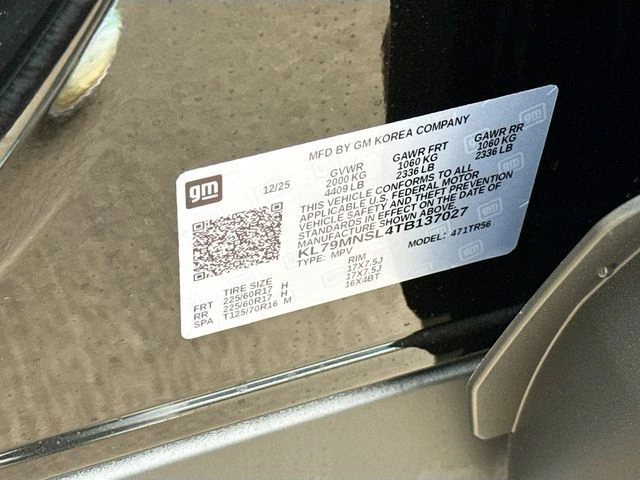 MFD BY GM KOREA COMPANY
gm 12/25
GVWR GAWR FRT GAWR RR
2000 KG 1060 KG 1060 KG
4409 LB 2336 LB 2336 LB
THIS VEHICLE CONFORMS TO ALL
APPLICABLE U.S. FEDERAL MOTOR
VEHICLE SAFETY AND THEFT PREVENTION
STANDARDS IN EFFECT ON THE DATE OF
MANUFACTURE SHOWN ABOVE.
KL79MNSL4TB137027
TYPE: MPV MODEL: 471TR56
TIRE SIZE RIM
FRT 225/60R17 H 17X7.5J
RR 225/60R17 H 17X7.5J
SPA T125/70R16 M 16X4BT